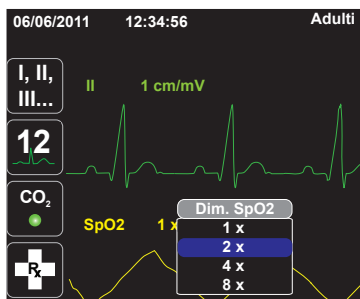 06/06/2011 12:34:56 Adulti
I, II,
III...
II 1 cm/mV
12
CO2
SpO2 1 x
Dim. SpO2
1 x
2 x
4 x
8 x
Rx